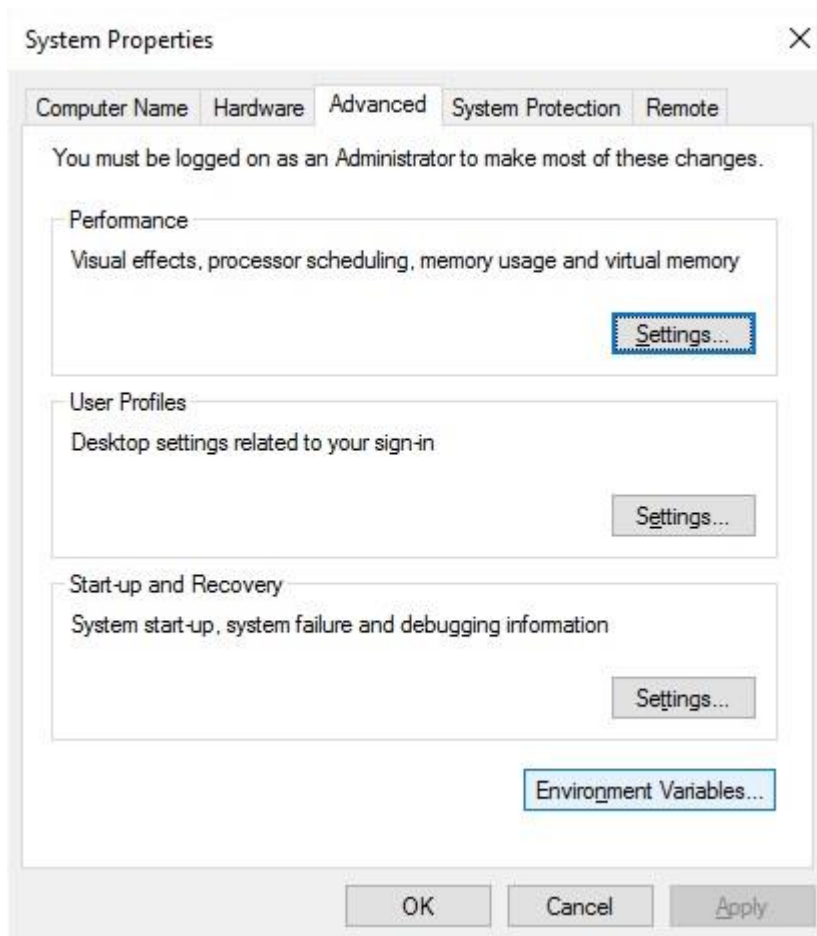 System Properties
Computer Name Hardware Advanced System Protection Remote
You must be logged on as an Administrator to make most of these changes.
Performance
Visual effects, processor scheduling, memory usage and virtual memory
Settings...
User Profiles
Desktop settings related to your sign-in
Settings...
Start-up and Recovery
System start-up, system failure and debugging information
Settings...
Environment Variables...
OK Cancel Apply